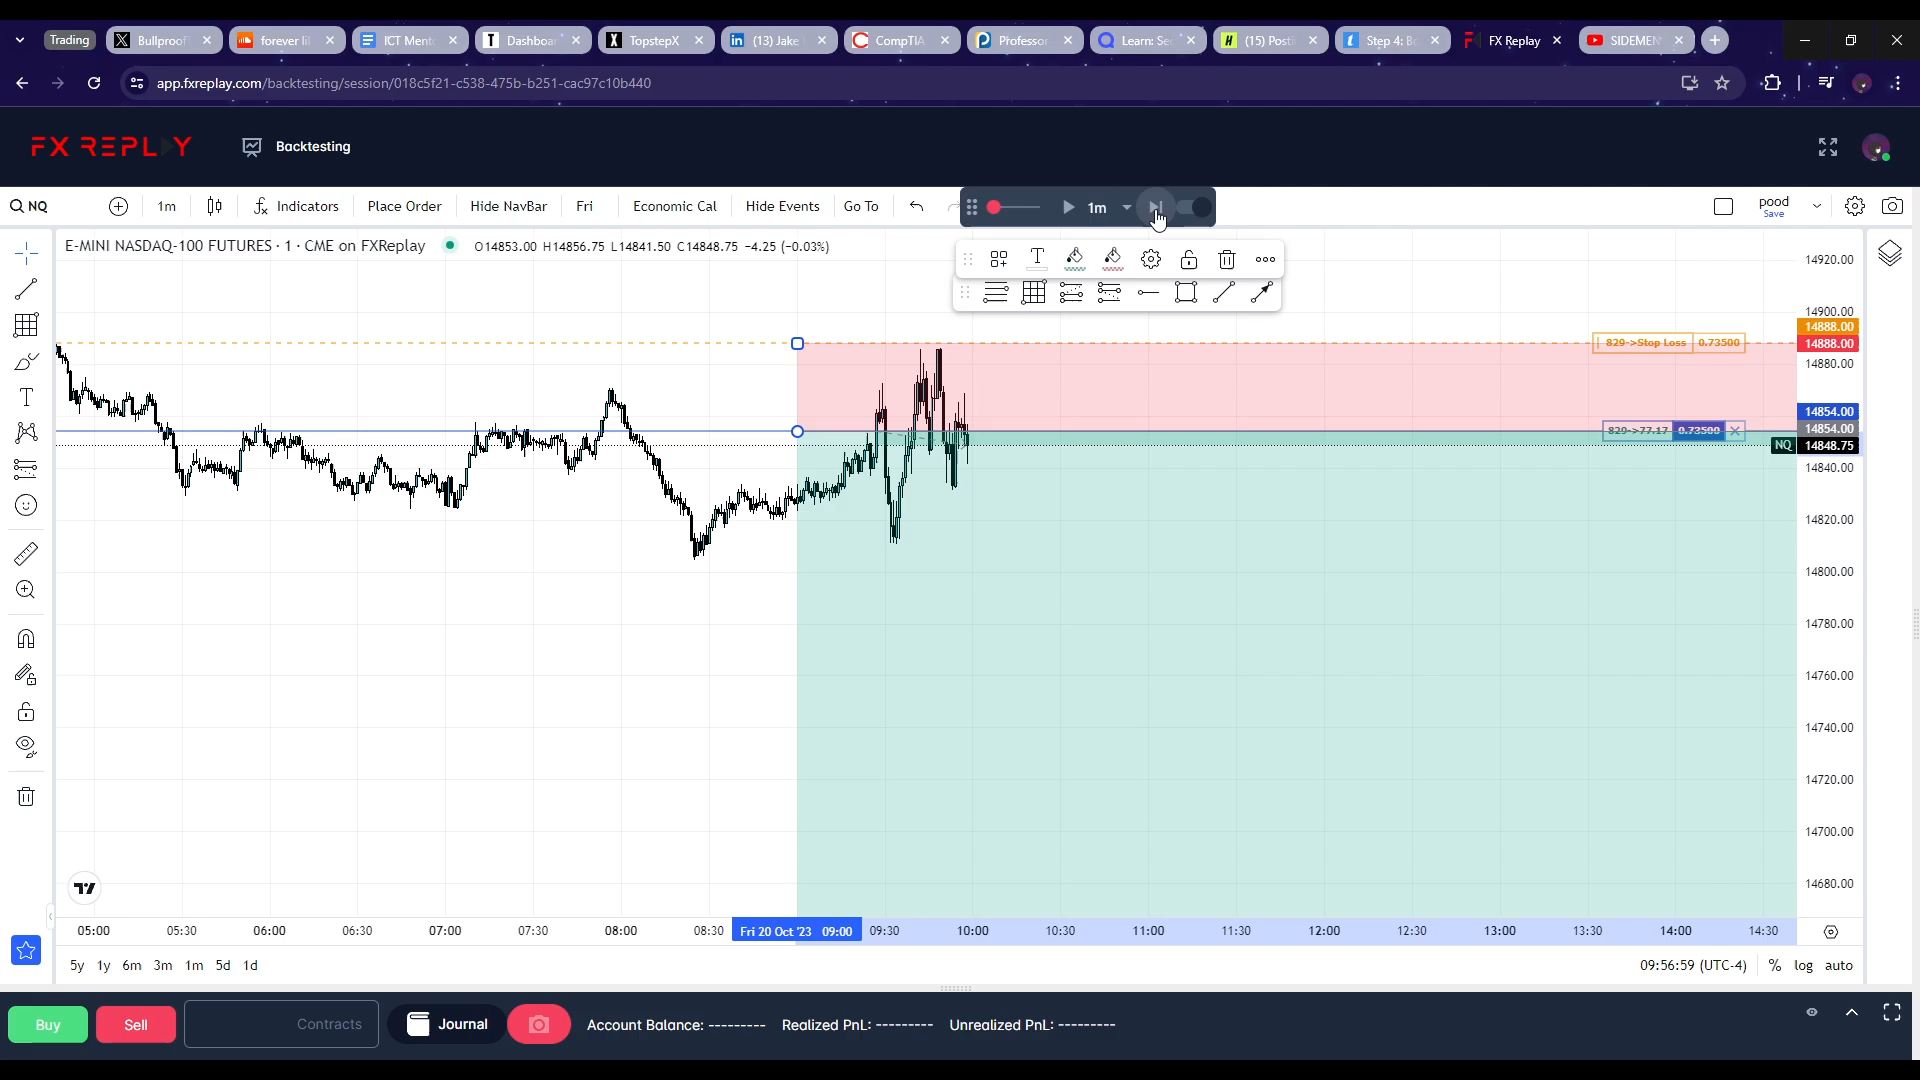 Trading
Bullproof
forever lil
ICT Ment
Dashboar
TopstepX
(13) Jake
CompTIA
Professor
Learn: Sec
(15) Posti
Step 4: B
FX Replay
SIDEMEN
app.fxreplay.com/backtesting/session/018c5f21-c538-475b-b251-cac97c10b440
FX REPLAY
Backtesting
NQ
1m
Indicators
Place Order
Hide NavBar
Fri
Economic Cal
Hide Events
Go To
1m
pood
Save
E-MINI NASDAQ-100 FUTURES · 1 · CME on FXReplay
O14853.00 H14856.75 L14841.50 C14848.75 -4.25 (-0.03%)
14920.00
14900.00
14888.00
829->Stop Loss 0.73500
14888.00
14880.00
14854.00
829->77.17 0.73500
14854.00
NQ 14848.75
14840.00
14820.00
14800.00
14780.00
14760.00
14740.00
14720.00
14700.00
14680.00
05:00 05:30 06:00 06:30 07:00 07:30 08:00 08:30 Fri 20 Oct '23 09:00 09:30 10:00 10:30 11:00 11:30 12:00 12:30 13:00 13:30 14:00 14:30
5y 1y 6m 3m 1m 5d 1d
09:56:59 (UTC-4) % log auto
Buy
Sell
Contracts
Journal
Account Balance: ---------
Realized PnL: ---------
Unrealized PnL: ---------